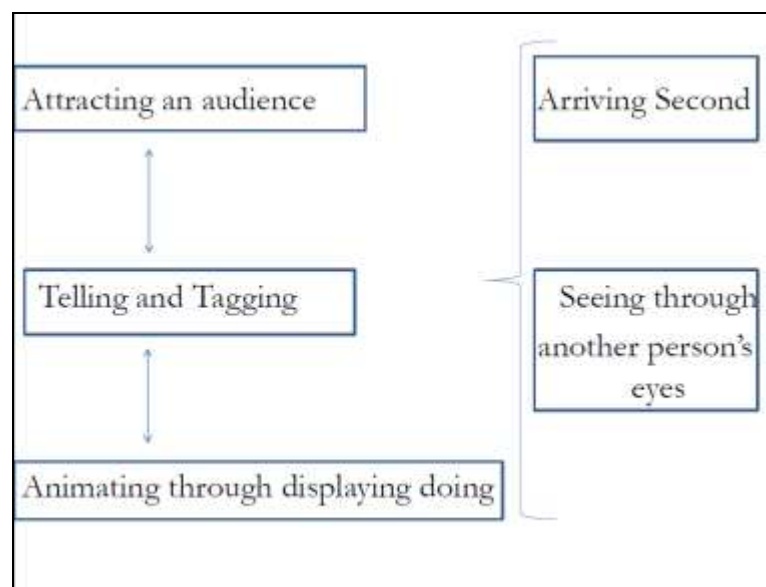 Attracting an audience
Telling and Tagging
Animating through displaying doing
Arriving Second
Seeing through
another person's
eyes